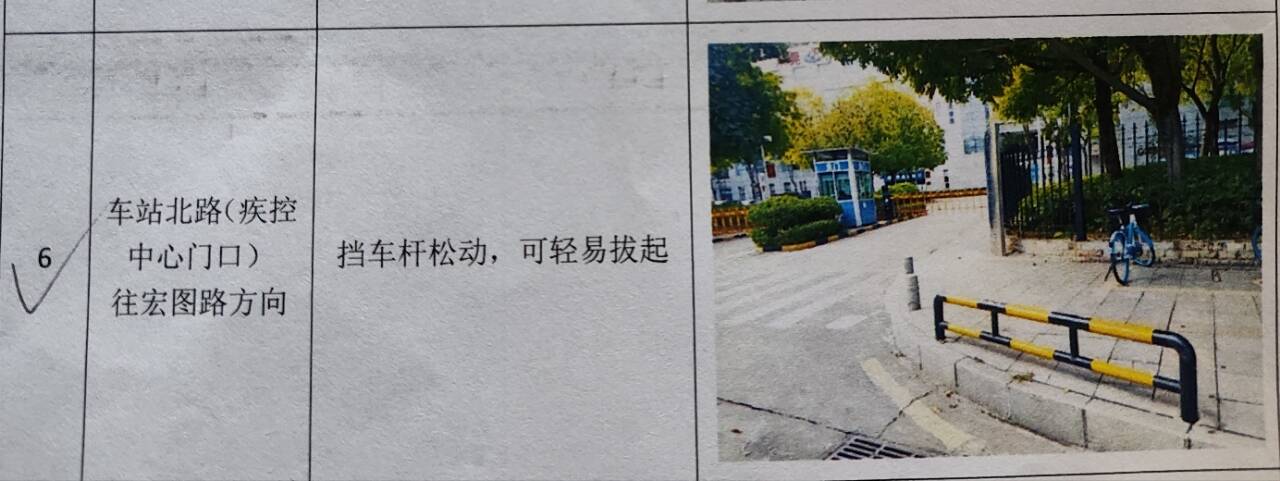 6
车站北路(疾控
中心门口)
往宏图路方向
挡车杆松动，可轻易拔起